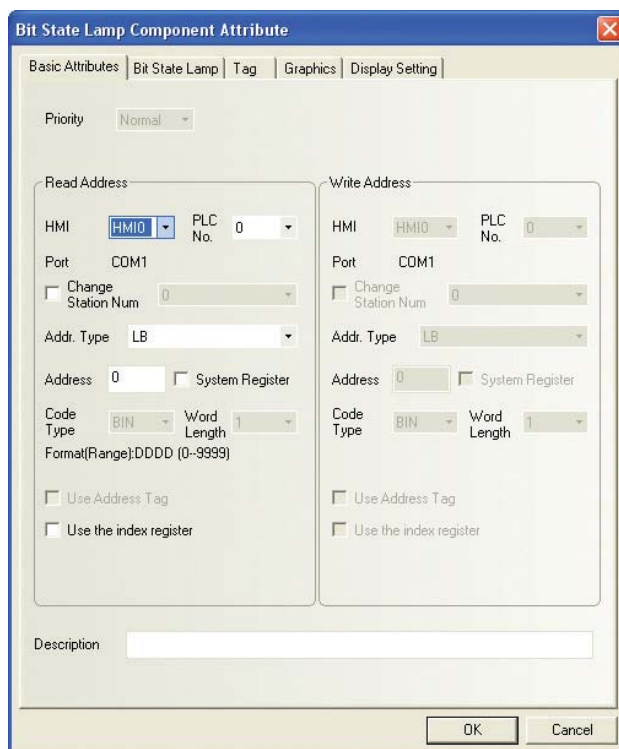 Bit State Lamp Component Attribute
Basic Attributes Bit State Lamp Tag Graphics Display Setting
Priority Normal
Read Address
HMI HMI0 PLC No. 0
Port COM1
Change Station Num 0
Addr. Type LB
Address 0 System Register
Code Type BIN Word Length 1
Format(Range):DDDD (0--9999)
Use Address Tag
Use the index register
Write Address
HMI HMI0 PLC No. 0
Port COM1
Change Station Num 0
Addr. Type LB
Address 0 System Register
Code Type BIN Word Length 1
Use Address Tag
Use the index register
Description
OK Cancel